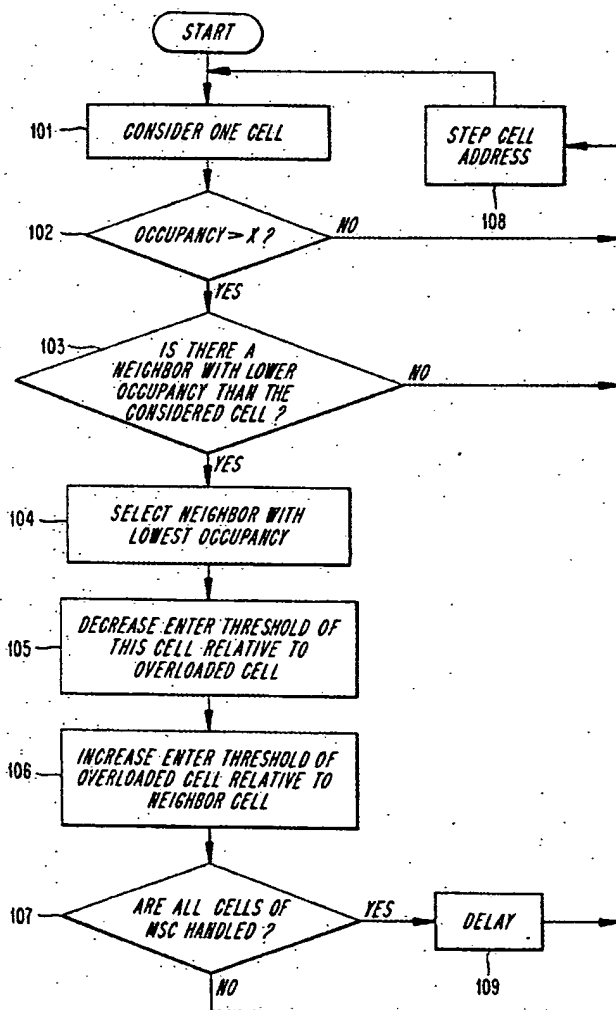 START
101
CONSIDER ONE CELL
STEP CELL
ADDRESS
108
102
OCCUPANCY > X ?
NO
YES
103
IS THERE A
NEIGHBOR WITH LOWER
OCCUPANCY THAN THE
CONSIDERED CELL ?
NO
YES
104
SELECT NEIGHBOR WITH
LOWEST OCCUPANCY
105
DECREASE ENTER THRESHOLD OF
THIS CELL RELATIVE TO
OVERLOADED CELL
106
INCREASE ENTER THRESHOLD OF
OVERLOADED CELL RELATIVE TO
NEIGHBOR CELL
107
ARE ALL CELLS OF
MSC HANDLED ?
YES
DELAY
109
NO